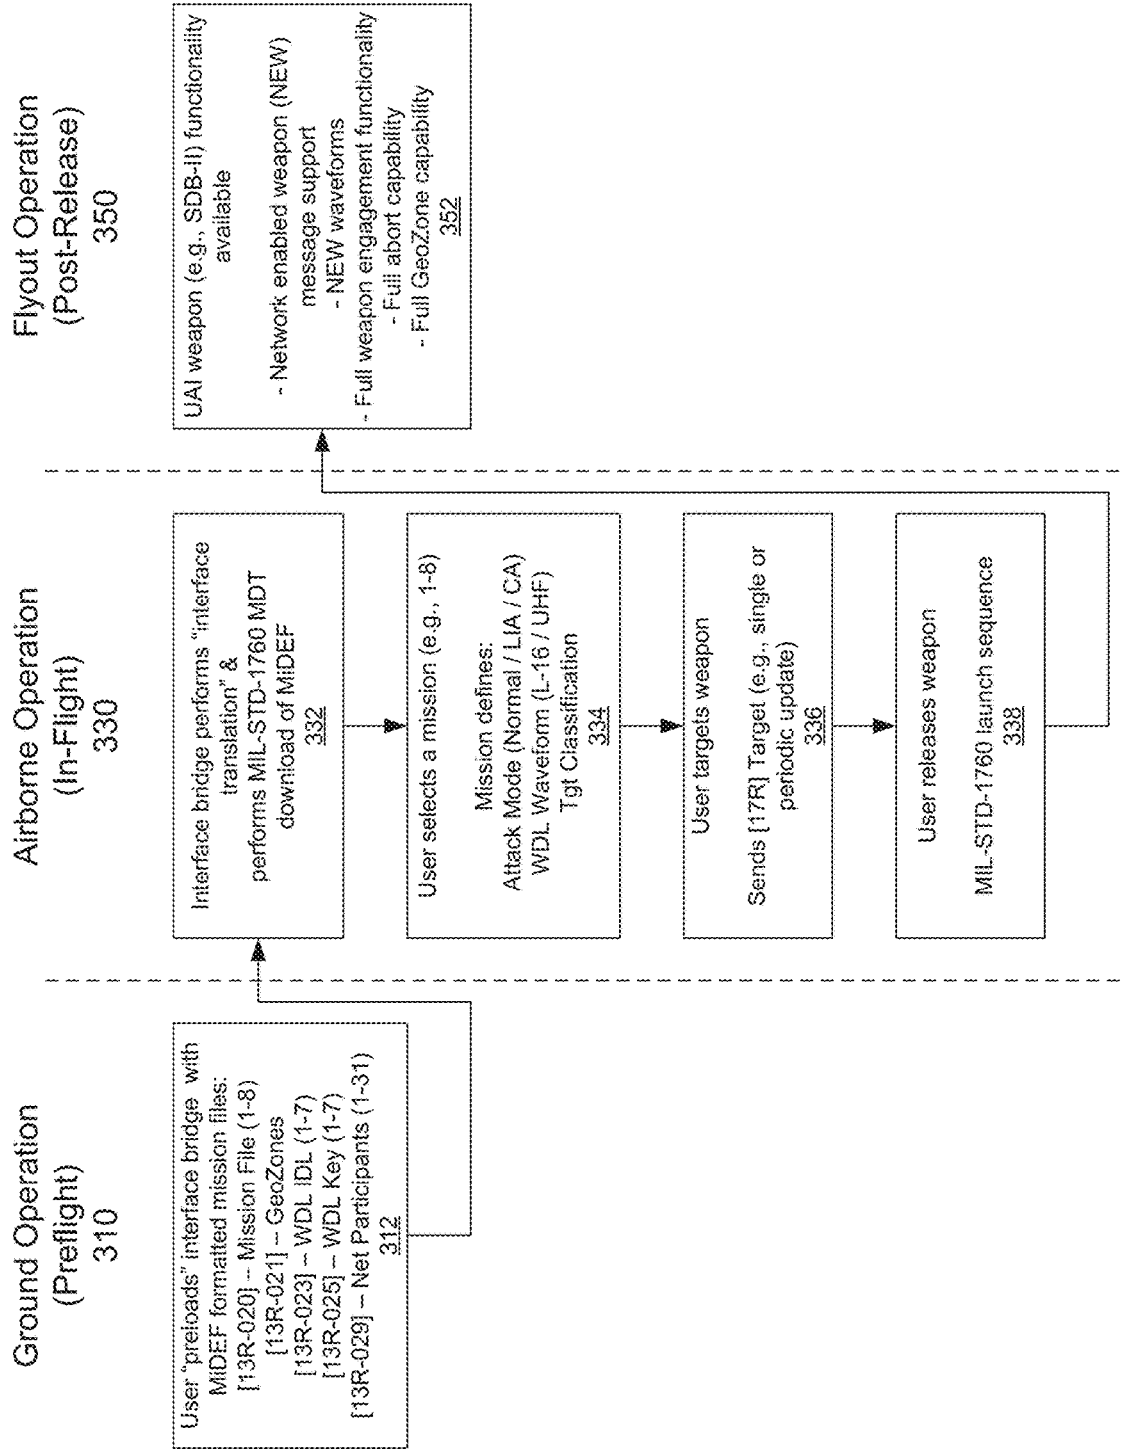 Ground Operation
(Preflight)
310
User "preloads" interface bridge with
MiDEF formatted mission files:
[13R-020] – Mission File (1-8)
[13R-021] – GeoZones
[13R-023] – WDL IDL (1-7)
[13R-025] – WDL Key (1-7)
[13R-029] – Net Participants (1-31)
312
Airborne Operation
(In-Flight)
330
Interface bridge performs "interface
translation" &
performs MIL-STD-1760 MDT
download of MiDEF
332
User selects a mission (e.g., 1-8)
Mission defines:
Attack Mode (Normal / LIA / CA)
WDL Waveform (L-16 / UHF)
Tgt Classification
334
User targets weapon
Sends [17R] Target (e.g., single or
periodic update)
336
User releases weapon
MIL-STD-1760 launch sequence
338
Flyout Operation
(Post-Release)
350
UAI weapon (e.g., SDB-II) functionality
available
- Network enabled weapon (NEW)
message support
- NEW waveforms
- Full weapon engagement functionality
- Full abort capability
- Full GeoZone capability
352